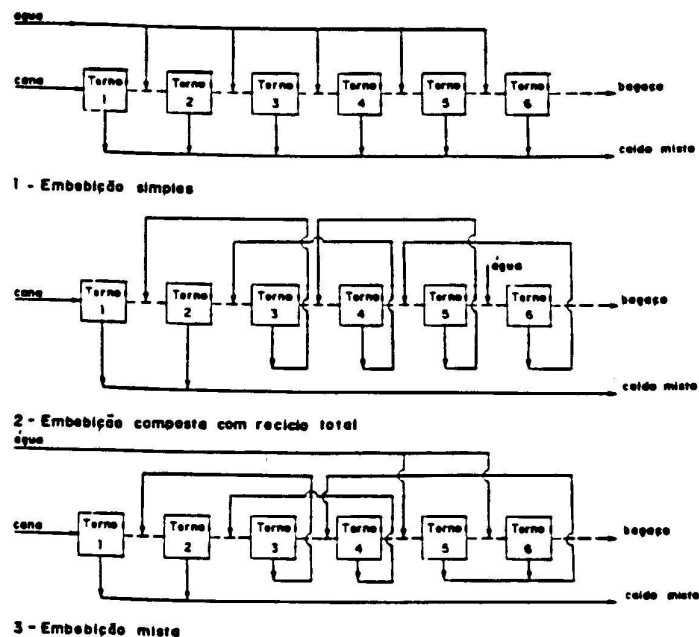 água
cana Terno Terno Terno Terno Terno Terno bagaço
1 2 3 4 5 6
caldo misto
1 - Embebição simples
água
cana Terno Terno Terno Terno Terno Terno bagaço
1 2 3 4 5 6
caldo misto
2 - Embebição composta com reciclo total
água
cana Terno Terno Terno Terno Terno Terno bagaço
1 2 3 4 5 6
caldo misto
3 - Embebição mista